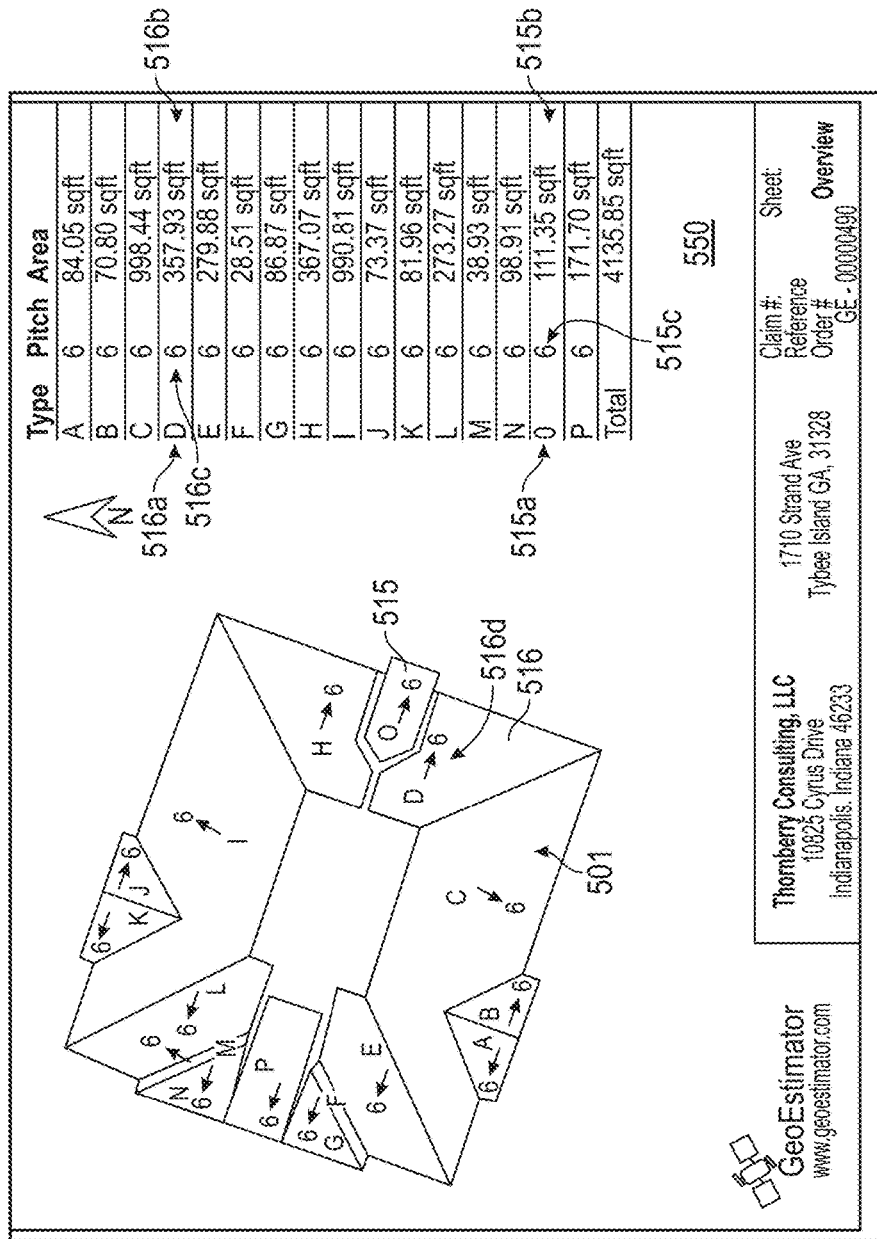 N
Type Pitch Area
A 6 84.05 sqft
B 6 70.80 sqft
C 6 998.44 sqft
D 6 357.93 sqft
E 6 279.88 sqft
F 6 28.51 sqft
G 6 86.87 sqft
H 6 367.07 sqft
I 6 990.81 sqft
J 6 73.37 sqft
K 6 81.96 sqft
L 6 273.27 sqft
M 6 38.93 sqft
N 6 98.91 sqft
O 6 111.35 sqft
P 6 171.70 sqft
Total 4135.85 sqft
516a
516c
516b
515a
515c
515b
550
6 K
J 6
6
I
L
6
6
M
N
6
P
6
F
6
G
E
6
H
6
515
O
6
D
6
516d
516
C
6
501
A
6
B
6
GeoEstimator
www.geoestimator.com
Thornberry Consulting, LLC
10825 Cyrus Drive
Indianapolis, Indiana 46233
1710 Strand Ave
Tybee Island GA, 31328
Claim #:
Reference
Order #
GE - 00000490
Sheet:
Overview